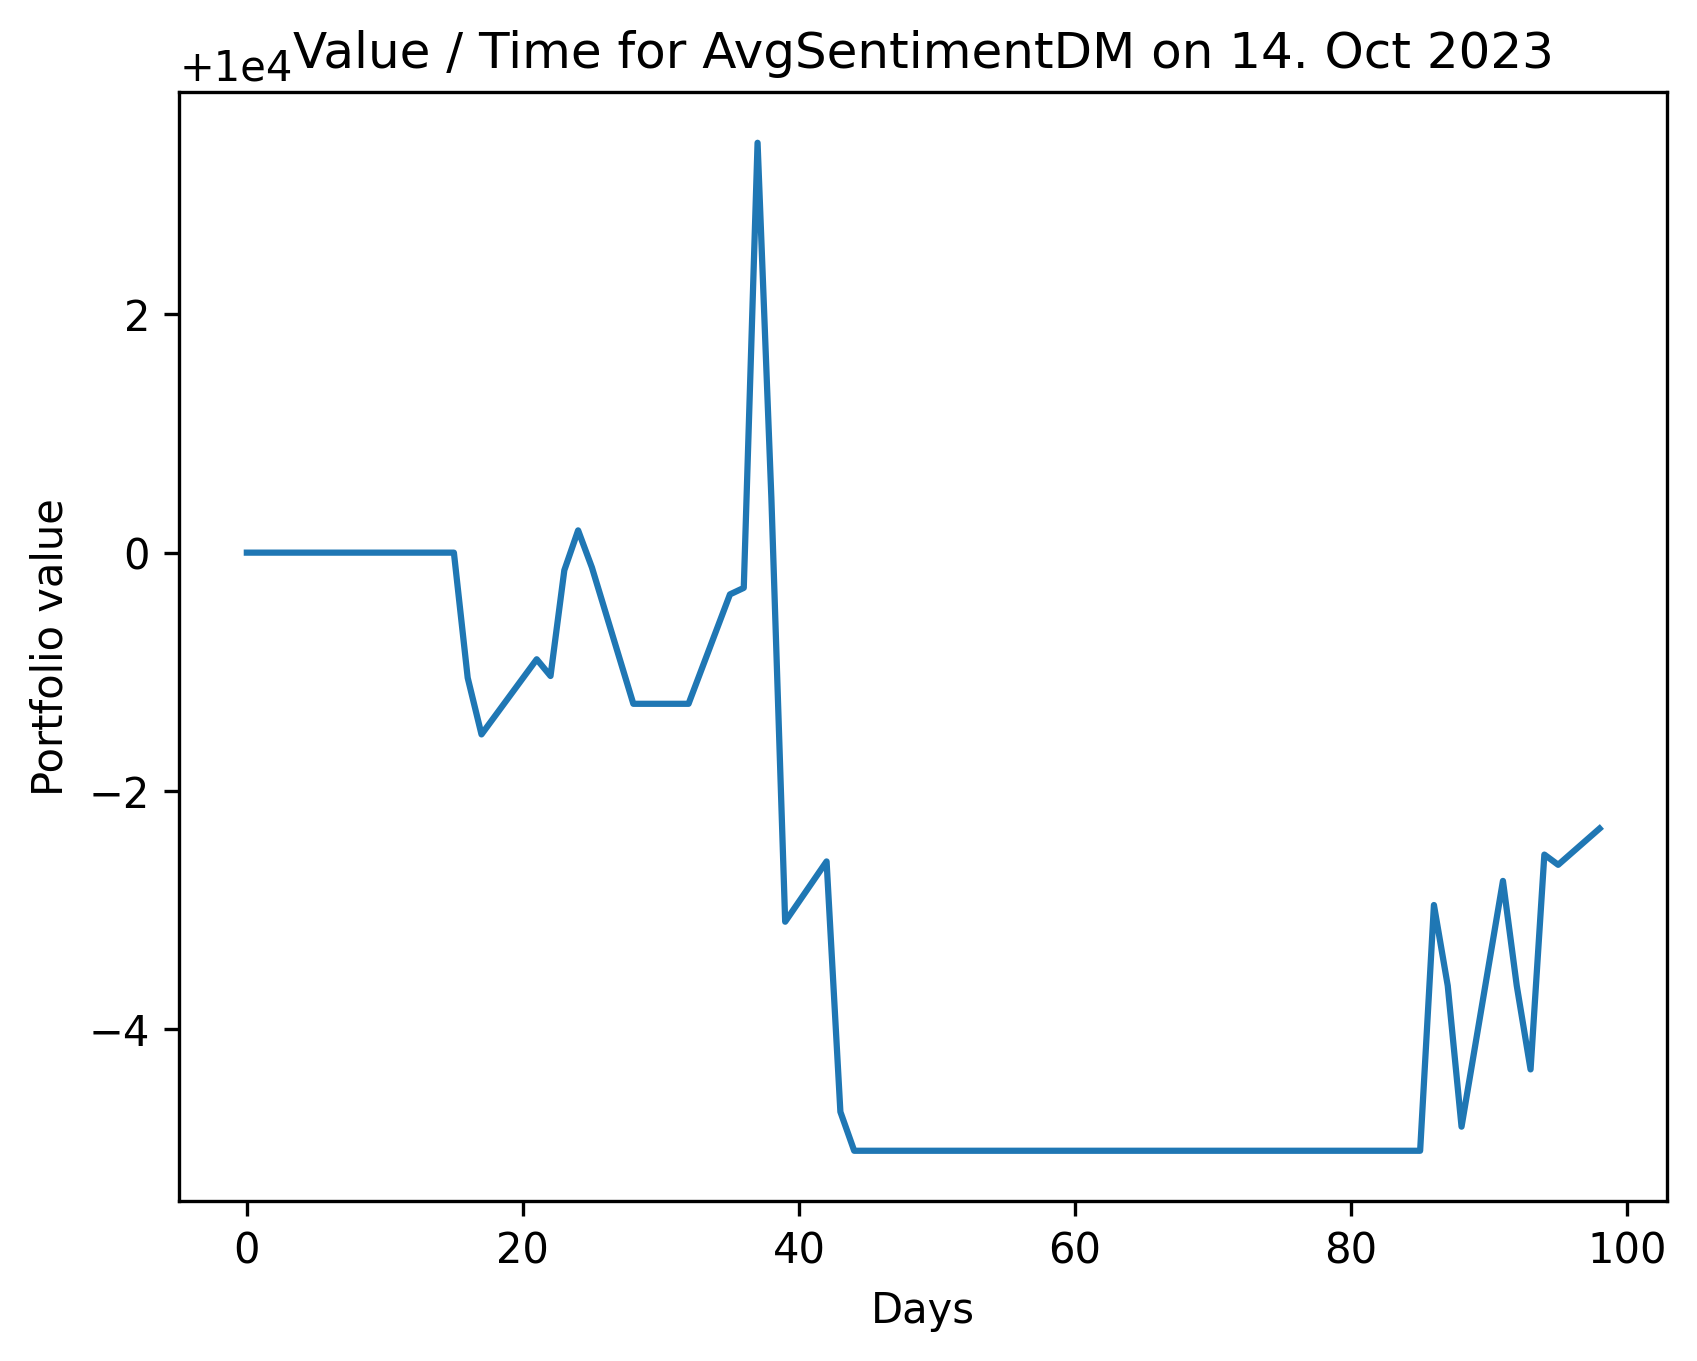 Value / Time for AvgSentimentDM on 14. Oct 2023
+1e4
2
0
−2
−4
Portfolio value
0 20 40 60 80 100
Days